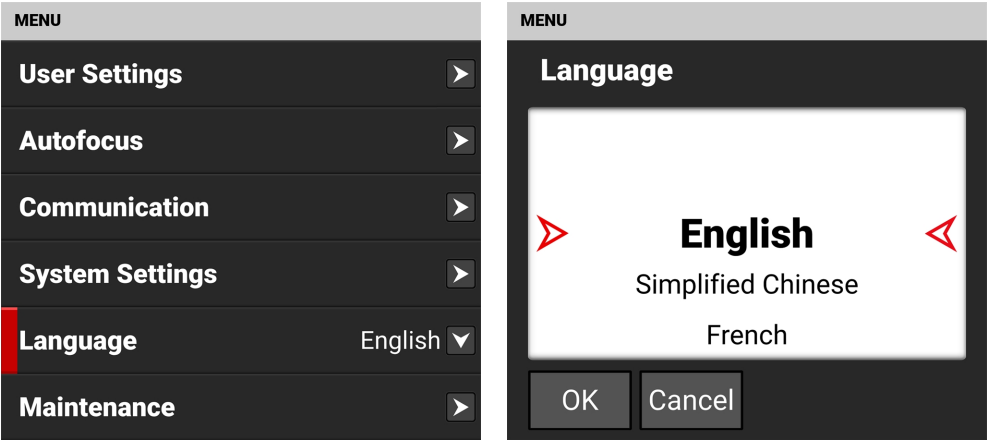 MENU
User Settings
Autofocus
Communication
System Settings
Language English
Maintenance
MENU
Language
English
Simplified Chinese
French
OK Cancel